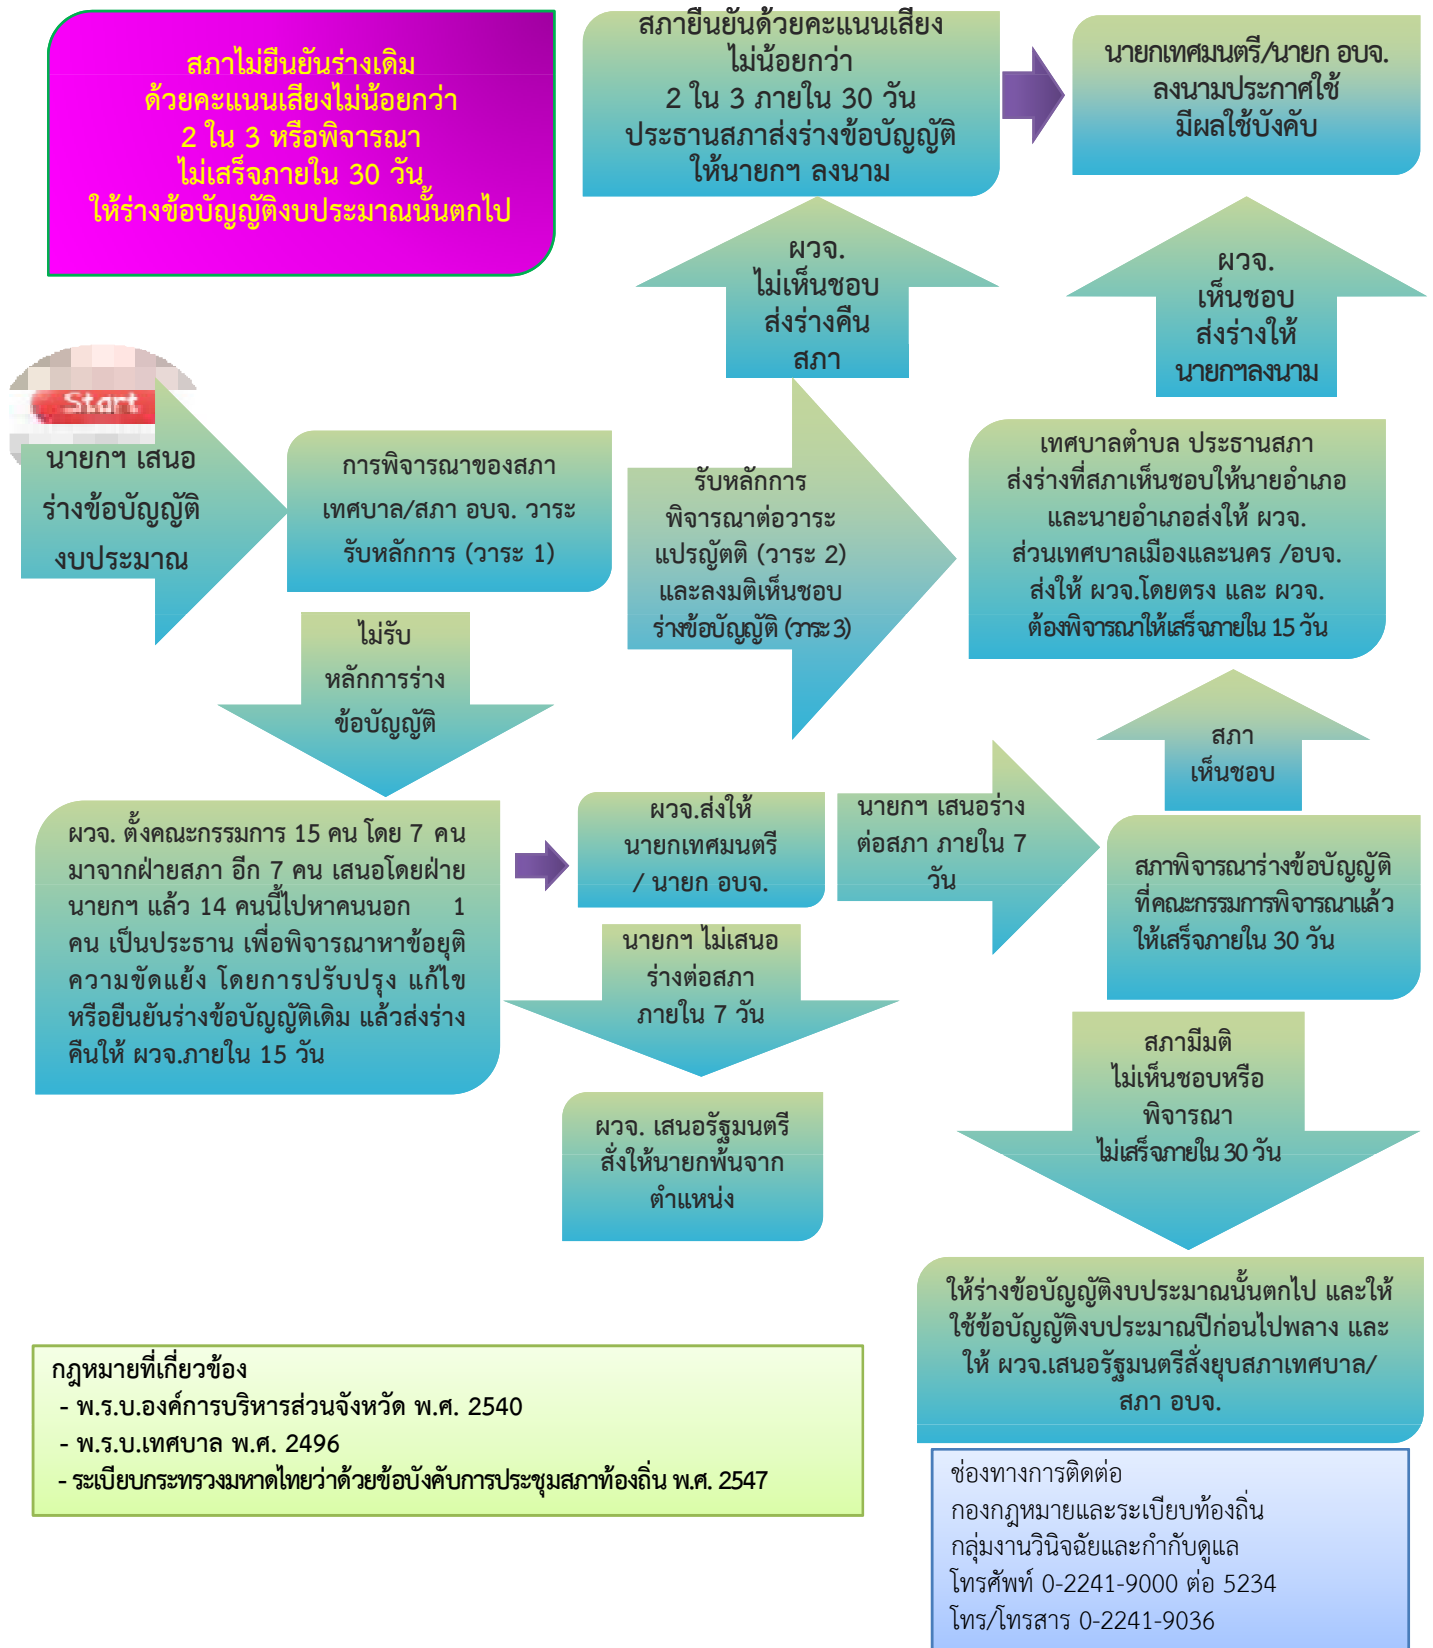 สภาไม่ยืนยันร่างเดิม
ด้วยคะแนนเสียงไม่น้อยกว่า
2 ใน 3 หรือพิจารณา
ไม่เสร็จภายใน 30 วัน
ให้ร่างข้อบัญญัติงบประมาณนั้นตกไป
สภายืนยันด้วยคะแนนเสียง
ไม่น้อยกว่า
2 ใน 3 ภายใน 30 วัน
ประธานสภาส่งร่างข้อบัญญัติ
ให้นายกฯ ลงนาม
นายกเทศมนตรี/นายก อบจ.
ลงนามประกาศใช้
มีผลใช้บังคับ
ผวจ.
ไม่เห็นชอบ
ส่งร่างคืน
สภา
ผวจ.
เห็นชอบ
ส่งร่างให้
นายกฯลงนาม
Start
นายกฯ เสนอ
ร่างข้อบัญญัติ
งบประมาณ
การพิจารณาของสภา
เทศบาล/สภา อบจ. วาระ
รับหลักการ (วาระ 1)
รับหลักการ
พิจารณาต่อวาระ
แปรญัตติ (วาระ 2)
และลงมติเห็นชอบ
ร่างข้อบัญญัติ (วาระ 3)
เทศบาลตำบล ประธานสภา
ส่งร่างที่สภาเห็นชอบให้นายอำเภอ
และนายอำเภอส่งให้ ผวจ.
ส่วนเทศบาลเมืองและนคร /อบจ.
ส่งให้ ผวจ.โดยตรง และ ผวจ.
ต้องพิจารณาให้เสร็จภายใน 15 วัน
ไม่รับ
หลักการร่าง
ข้อบัญญัติ
สภา
เห็นชอบ
ผวจ. ตั้งคณะกรรมการ 15 คน โดย 7 คน
มาจากฝ่ายสภา อีก 7 คน เสนอโดยฝ่าย
นายกฯ แล้ว 14 คนนี้ไปหาคนนอก 1
คน เป็นประธาน เพื่อพิจารณาหาข้อยุติ
ความขัดแย้ง โดยการปรับปรุง แก้ไข
หรือยืนยันร่างข้อบัญญัติเดิม แล้วส่งร่าง
คืนให้ ผวจ.ภายใน 15 วัน
ผวจ.ส่งให้
นายกเทศมนตรี
/ นายก อบจ.
นายกฯ เสนอร่าง
ต่อสภา ภายใน 7
วัน
สภาพิจารณาร่างข้อบัญญัติ
ที่คณะกรรมการพิจารณาแล้ว
ให้เสร็จภายใน 30 วัน
นายกฯ ไม่เสนอ
ร่างต่อสภา
ภายใน 7 วัน
สภามีมติ
ไม่เห็นชอบหรือ
พิจารณา
ไม่เสร็จภายใน 30 วัน
ผวจ. เสนอรัฐมนตรี
สั่งให้นายกพ้นจาก
ตำแหน่ง
ให้ร่างข้อบัญญัติงบประมาณนั้นตกไป และให้
ใช้ข้อบัญญัติงบประมาณปีก่อนไปพลาง และ
ให้ ผวจ.เสนอรัฐมนตรีสั่งยุบสภาเทศบาล/
สภา อบจ.
กฎหมายที่เกี่ยวข้อง
- พ.ร.บ.องค์การบริหารส่วนจังหวัด พ.ศ. 2540
- พ.ร.บ.เทศบาล พ.ศ. 2496
- ระเบียบกระทรวงมหาดไทยว่าด้วยข้อบังคับการประชุมสภาท้องถิ่น พ.ศ. 2547
ช่องทางการติดต่อ
กองกฎหมายและระเบียบท้องถิ่น
กลุ่มงานวินิจฉัยและกำกับดูแล
โทรศัพท์ 0-2241-9000 ต่อ 5234
โทร/โทรสาร 0-2241-9036